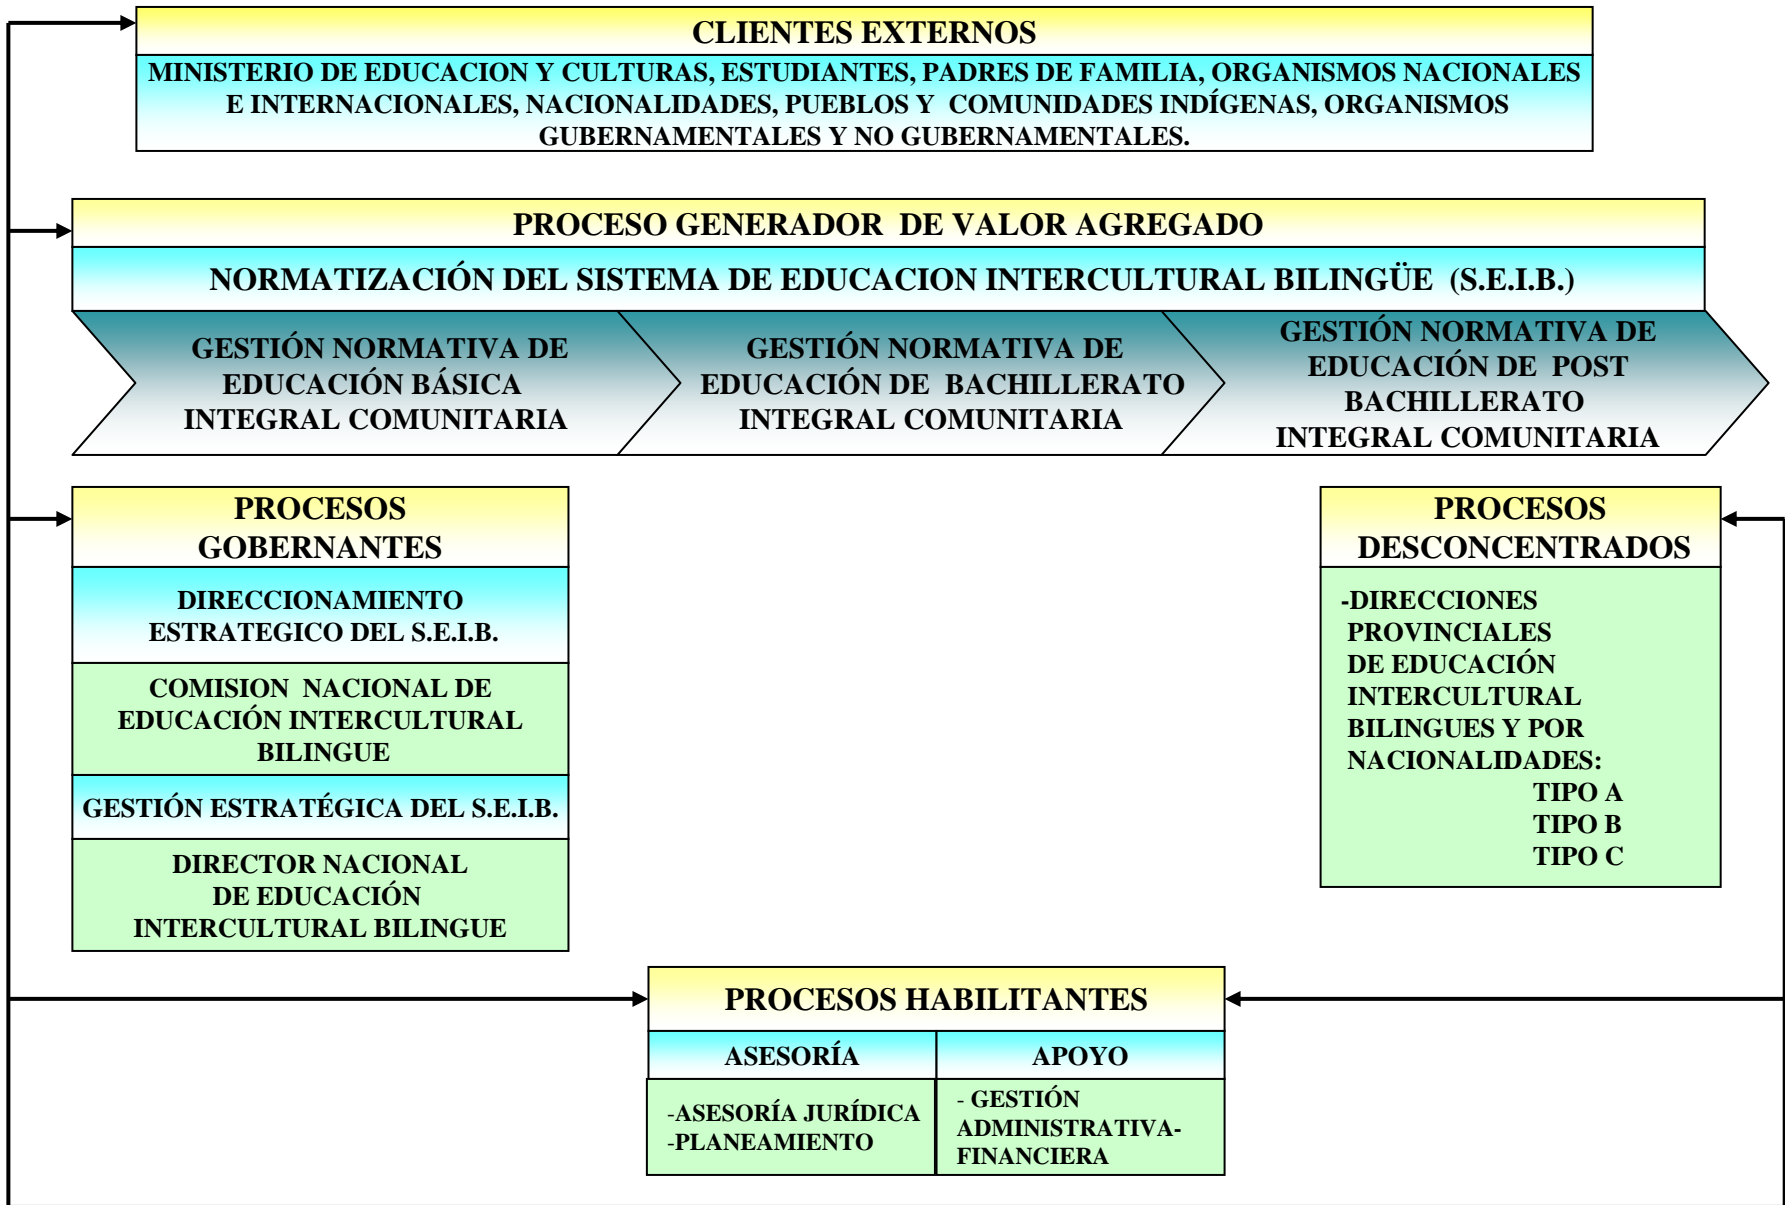 CLIENTES EXTERNOS
MINISTERIO DE EDUCACION Y CULTURAS, ESTUDIANTES, PADRES DE FAMILIA, ORGANISMOS NACIONALES
E INTERNACIONALES, NACIONALIDADES, PUEBLOS Y COMUNIDADES INDÍGENAS, ORGANISMOS
GUBERNAMENTALES Y NO GUBERNAMENTALES.
PROCESO GENERADOR DE VALOR AGREGADO
NORMATIZACIÓN DEL SISTEMA DE EDUCACION INTERCULTURAL BILINGÜE (S.E.I.B.)
GESTIÓN NORMATIVA DE
EDUCACIÓN BÁSICA
INTEGRAL COMUNITARIA
GESTIÓN NORMATIVA DE
EDUCACIÓN DE BACHILLERATO
INTEGRAL COMUNITARIA
GESTIÓN NORMATIVA DE
EDUCACIÓN DE POST
BACHILLERATO
INTEGRAL COMUNITARIA
PROCESOS
GOBERNANTES
DIRECCIONAMIENTO
ESTRATEGICO DEL S.E.I.B.
COMISION NACIONAL DE
EDUCACIÓN INTERCULTURAL
BILINGUE
GESTIÓN ESTRATÉGICA DEL S.E.I.B.
DIRECTOR NACIONAL
DE EDUCACIÓN
INTERCULTURAL BILINGUE
PROCESOS
DESCONCENTRADOS
-DIRECCIONES
PROVINCIALES
DE EDUCACIÓN
INTERCULTURAL
BILINGUES Y POR
NACIONALIDADES:
TIPO A
TIPO B
TIPO C
PROCESOS HABILITANTES
ASESORÍA
-ASESORÍA JURÍDICA
-PLANEAMIENTO
APOYO
- GESTIÓN
ADMINISTRATIVA-
FINANCIERA